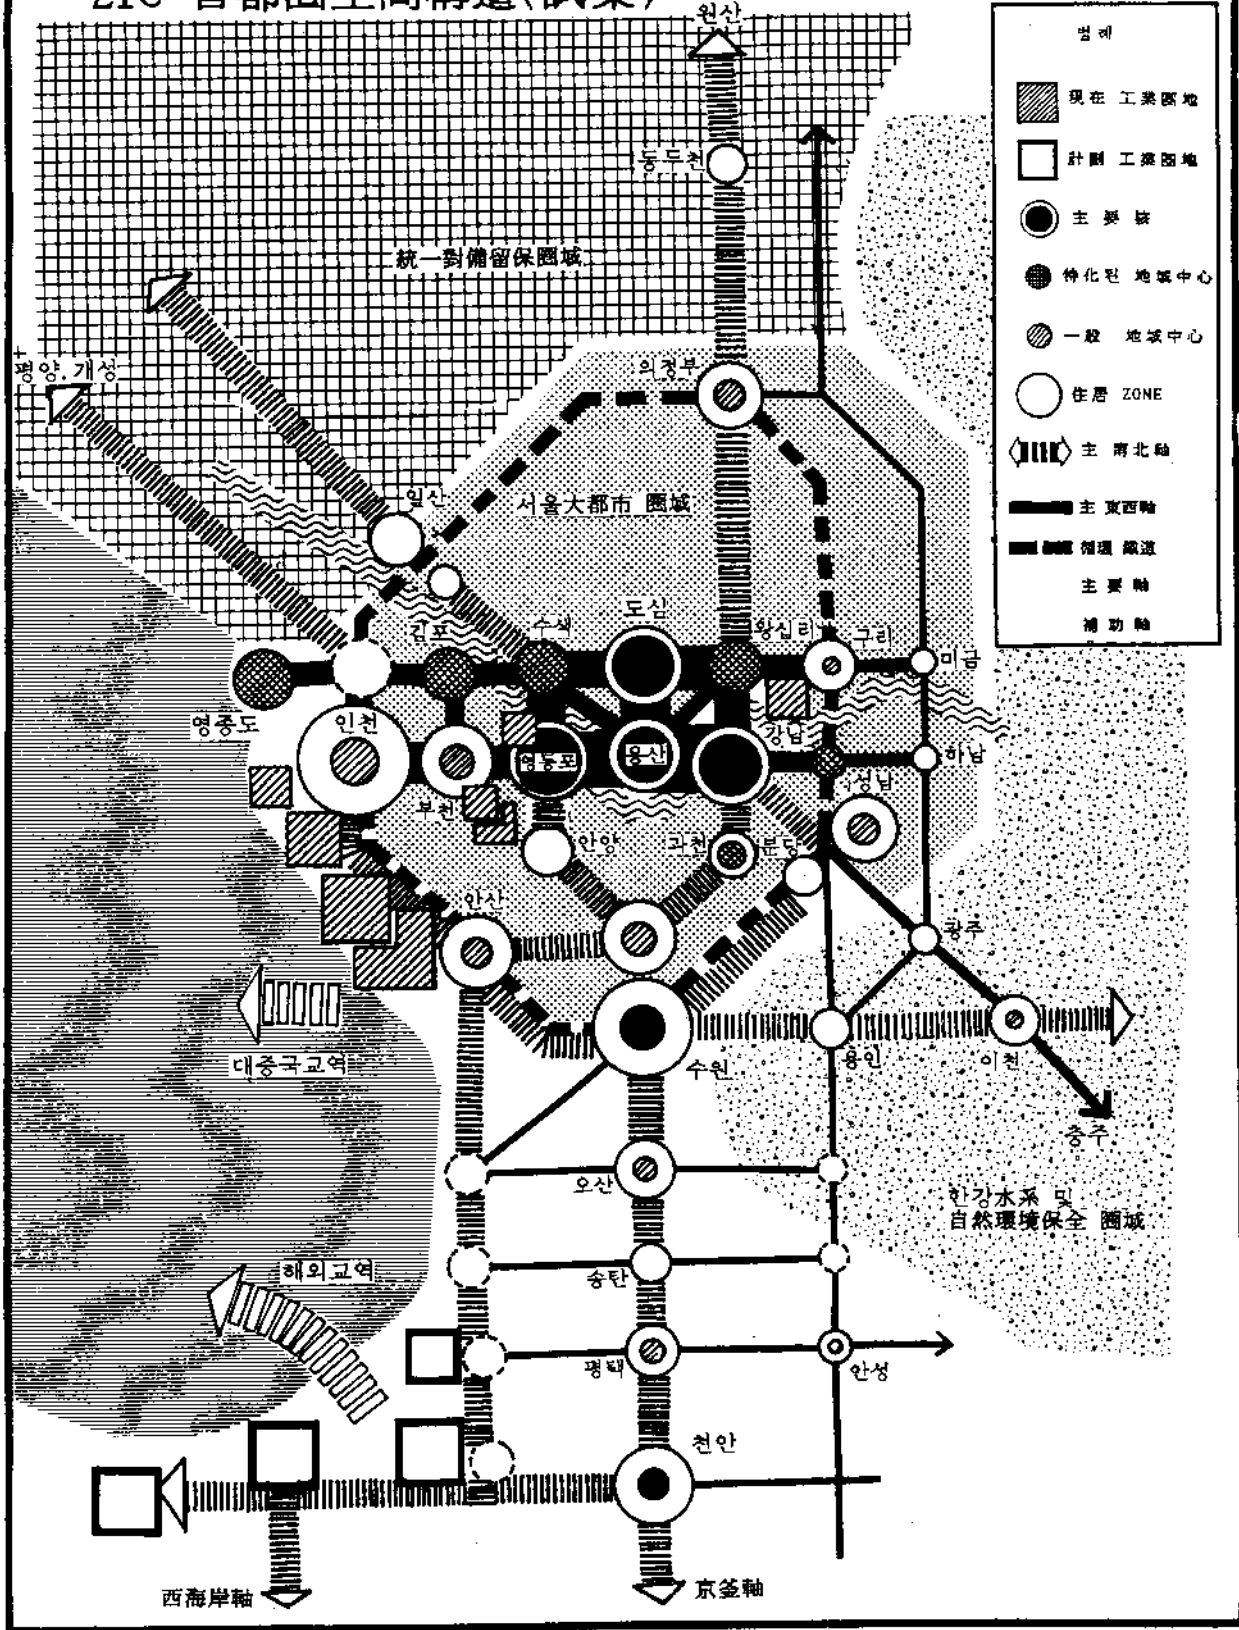 21C 首都圈空間構造(試案)
원산
범례
現在 工業團地
計劃 工業團地
主要 核
特化된 地域中心
一般 地域中心
住居 ZONE
主 南北軸
主 東西軸
循環 鐵道
主要 軸
補助 軸
동두천
統一對備留保圈域
평양.개성
의정부
일산
서울大都市 圈域
도심
김포
수색
왕십리
구리
미금
영종도
인천
영등포
용산
강남
하남
성남
부천
안양
과천
분당
안산
광주
대중국교역
수원
용인
이천
충주
오산
한강水系 및
自然環境保全 圈域
해외교역
송탄
평택
안성
천안
西海岸軸
京釜軸